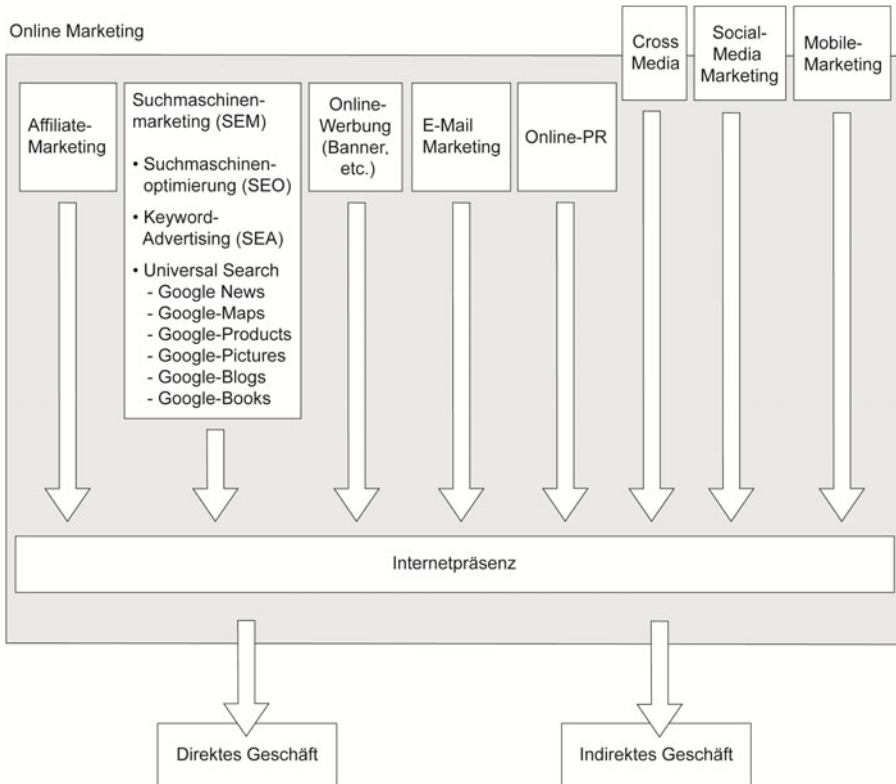 Online Marketing
Affiliate-
Marketing
Suchmaschinen-
marketing (SEM)
• Suchmaschinen-
optimierung (SEO)
• Keyword-
Advertising (SEA)
• Universal Search
- Google News
- Google-Maps
- Google-Products
- Google-Pictures
- Google-Blogs
- Google-Books
Online-
Werbung
(Banner,
etc.)
E-Mail
Marketing
Online-PR
Cross
Media
Social-
Media
Marketing
Mobile-
Marketing
Internetpräsenz
Direktes Geschäft
Indirektes Geschäft